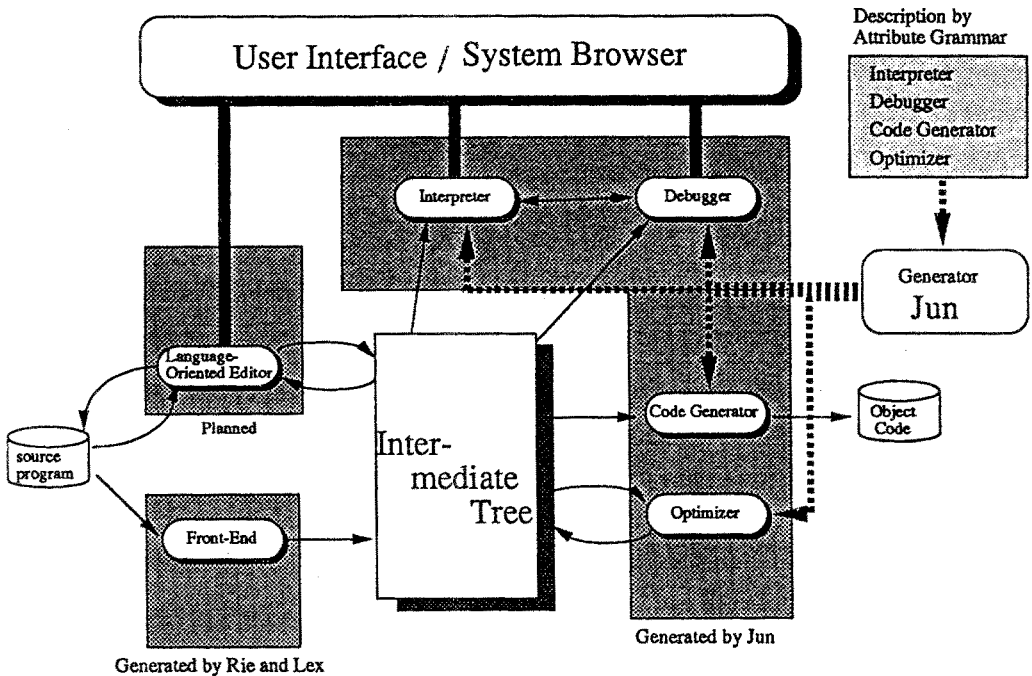 User Interface / System Browser
Description by
Attribute Grammar
Interpreter
Debugger
Code Generator
Optimizer
Interpreter
Debugger
Generator
Jun
Language-
Oriented Editor
Planned
source
program
Inter-
mediate
Tree
Code Generator
Object
Code
Optimizer
Front-End
Generated by Jun
Generated by Rie and Lex